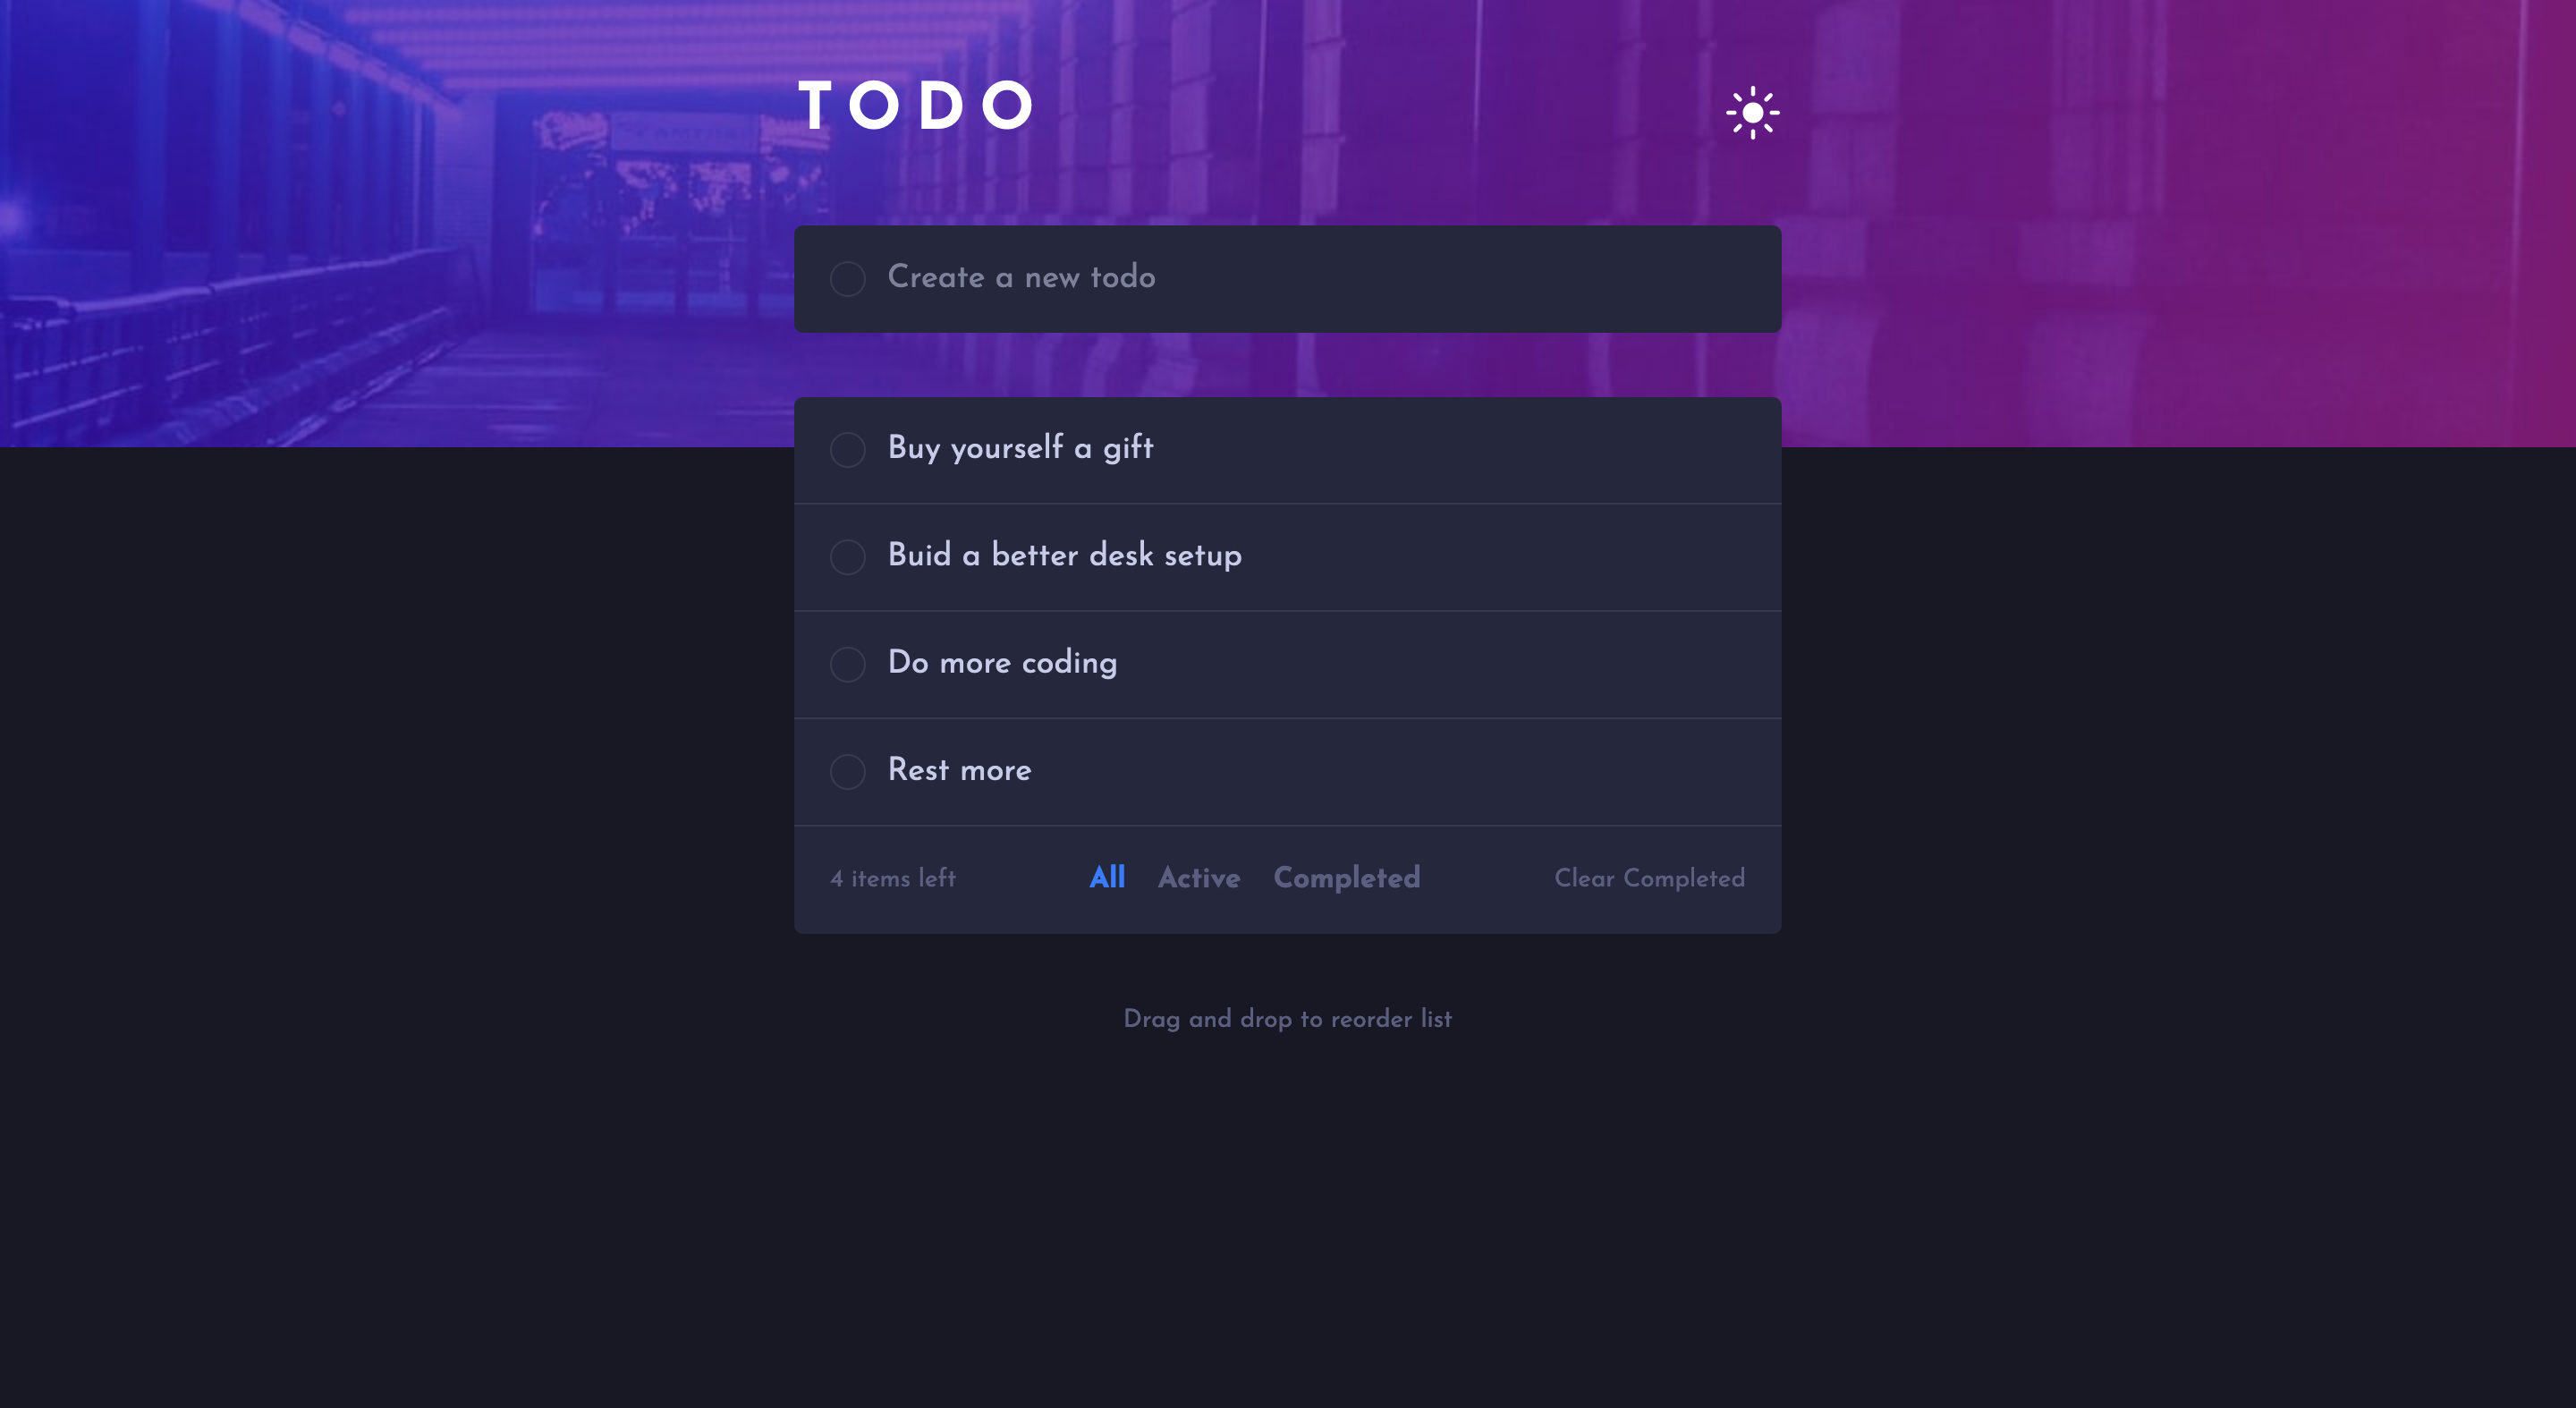 TODO
Create a new todo
Buy yourself a gift
Buid a better desk setup
Do more coding
Rest more
4 items left All Active Completed Clear Completed
Drag and drop to reorder list